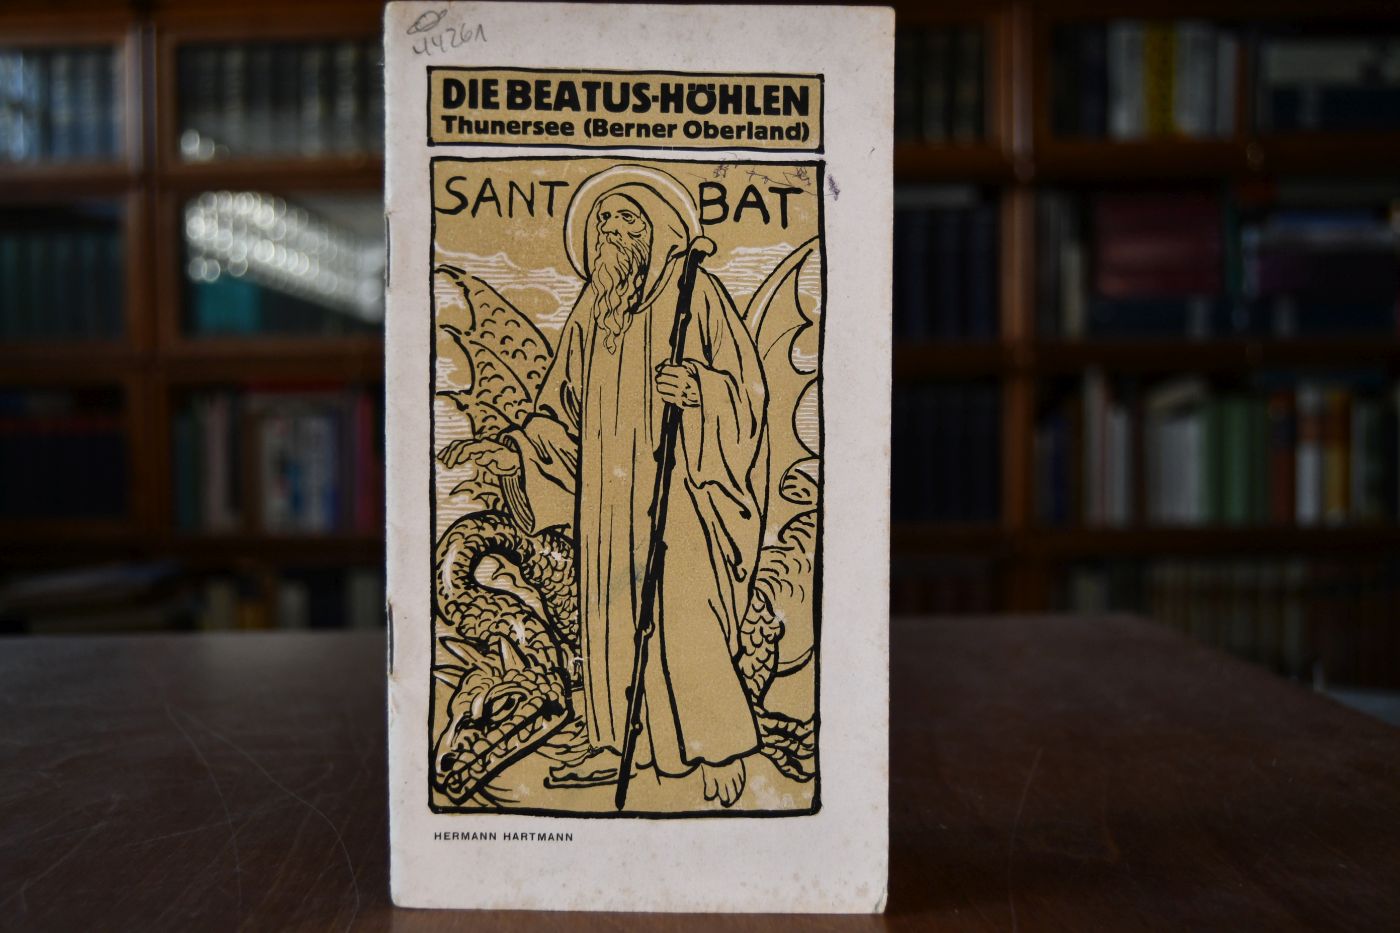 44261
DIE BEATUS-HÖHLEN
Thunersee (Berner Oberland)
SANT BAT
HERMANN HARTMANN